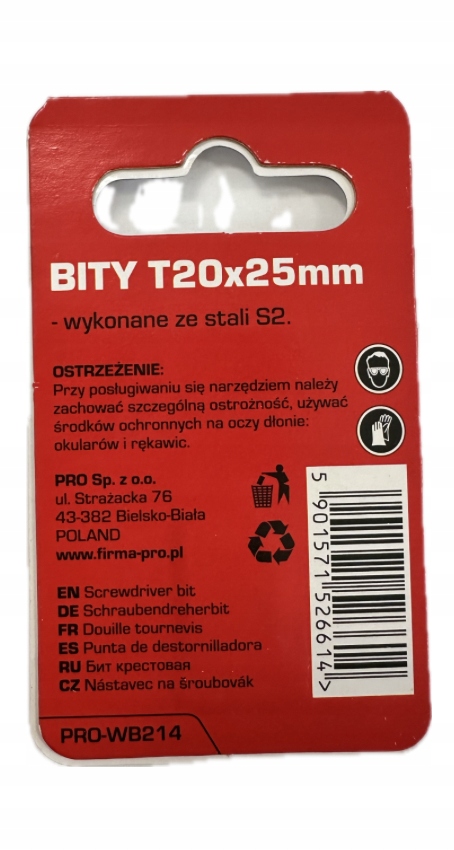 BITY T20x25mm
- wykonane ze stali S2.
OSTRZEŻENIE:
Przy posługiwaniu się narzędziem należy
zachować szczególną ostrożność, używać
środków ochronnych na oczy dłonie:
okularów i rękawic.
PRO Sp. z o.o.
ul. Strażacka 76
43-382 Bielsko-Biała
POLAND
www.firma-pro.pl
EN Screwdriver bit
DE Schraubendreherbit
FR Douille tournevis
ES Punta de destornilladora
RU Бит крестовая
CZ Nástavec na šroubovák
PRO-WB214
5 901571 526614 >